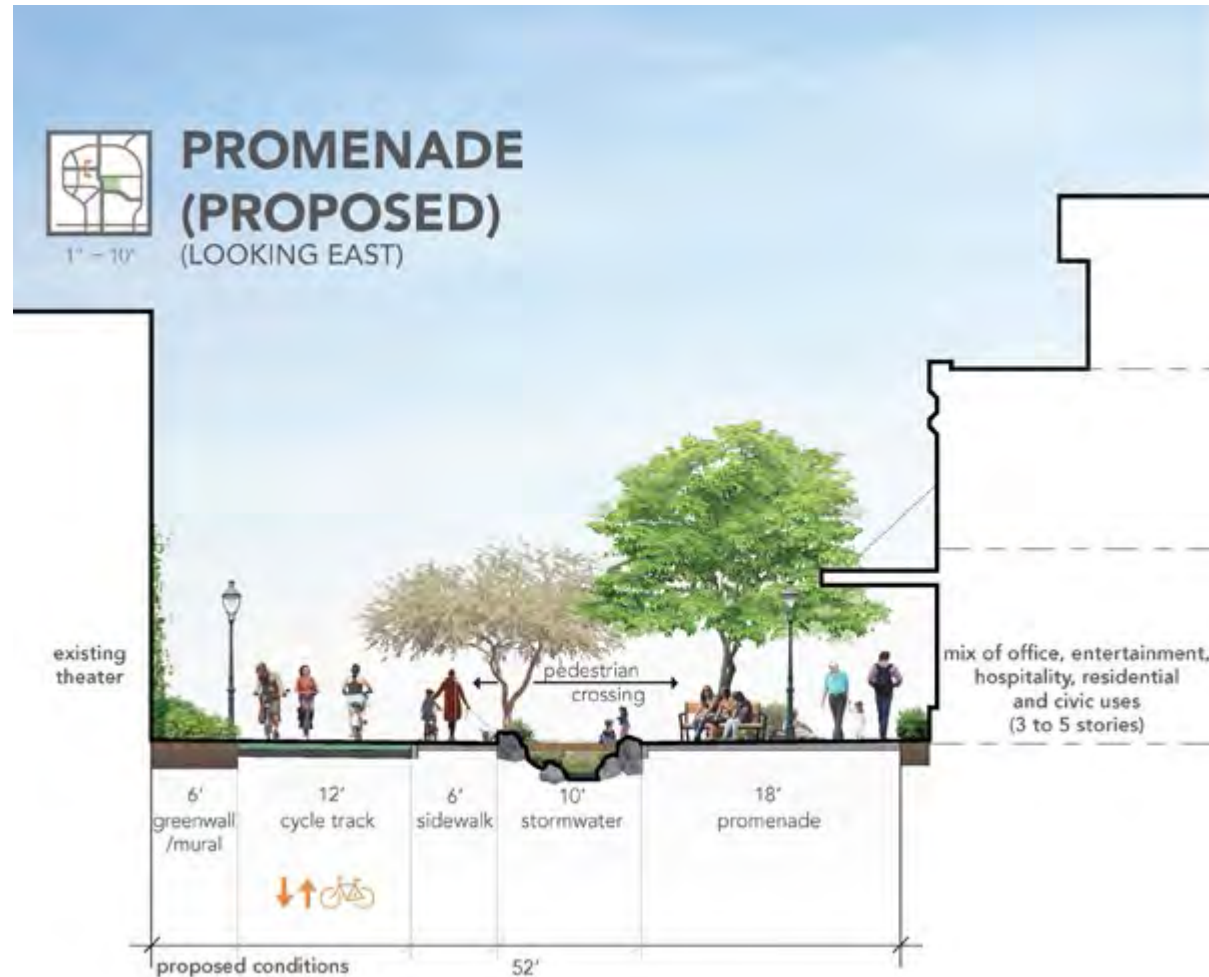 PROMENADE
(PROPOSED)
1" = 10'
(LOOKING EAST)
existing
theater
pedestrian
crossing
mix of office, entertainment,
hospitality, residential
and civic uses
(3 to 5 stories)
6'
greenwall
/mural
12'
cycle track
6'
sidewalk
10'
stormwater
18'
promenade
proposed conditions
52'